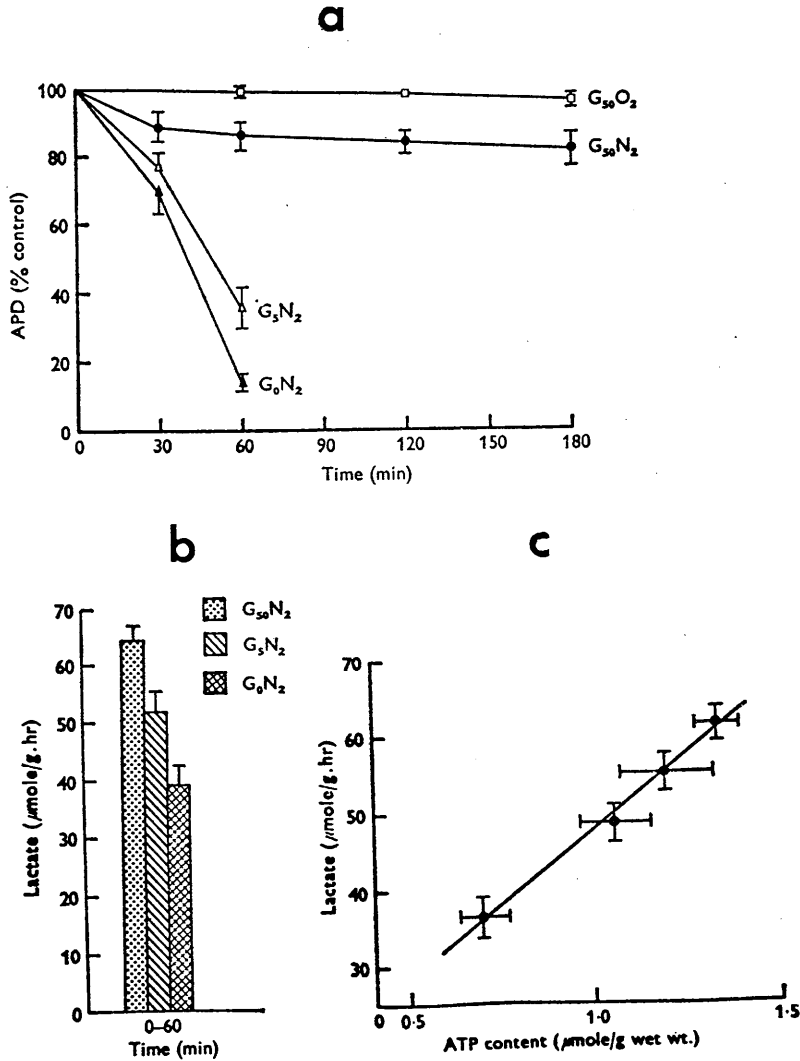 a
100
80
60
40
20
0
APD (% control)
G₅₀O₂
G₅₀N₂
G₅N₂
G₀N₂
0 30 60 90 120 150 180
Time (min)
b
70
60
50
40
30
20
10
0
Lactate (μmole/g.hr)
G₅₀N₂
G₅N₂
G₀N₂
0–60
Time (min)
c
70
60
50
40
30
Lactate (μmole/g.hr)
0 0·5 1·0 1·5
ATP content (μmole/g wet wt.)